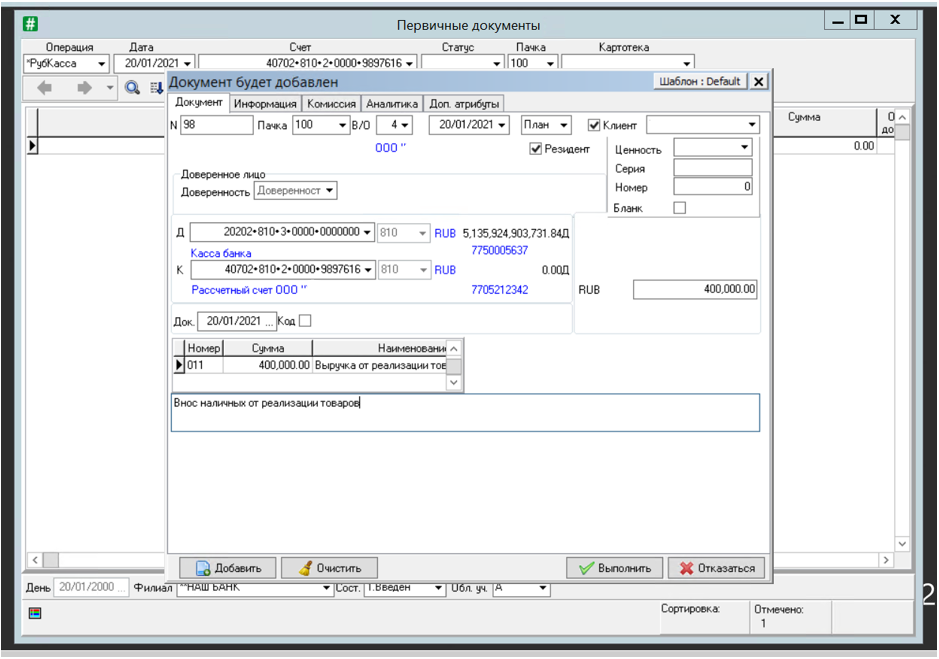 Первичные документы
Операция Дата Счет Статус Пачка Картотека
*РубКасса 20/01/2021 40702•810•2•0000•9897616 100
Документ будет добавлен Шаблон : Default
Документ Информация Комиссия Аналитика Доп. атрибуты
Сумма
N 98 Пачка 100 В/О 4 20/01/2021 План Клиент
0.00
ООО "
Резидент
Ценность
Серия
Номер 0
Бланк
Доверенное лицо
Доверенность Доверенност
Д 20202•810•3•0000•0000000 810 RUB 5,135,924,903,731.84Д
Касса банка 7750005637
К 40702•810•2•0000•9897616 810 RUB 0.00Д
Рассчетный счет ООО " 7705212342
RUB 400,000.00
Док. 20/01/2021 ... Код
Номер Сумма Наименовани
011 400,000.00 Выручка от реализации тов
Внос наличных от реализации товаров
Добавить Очистить Выполнить Отказаться
День 20/01/2000 ... Филиал **НАШ БАНК Сост. 1.Введен Обл. уч. А
2
Сортировка: Отмечено:
1